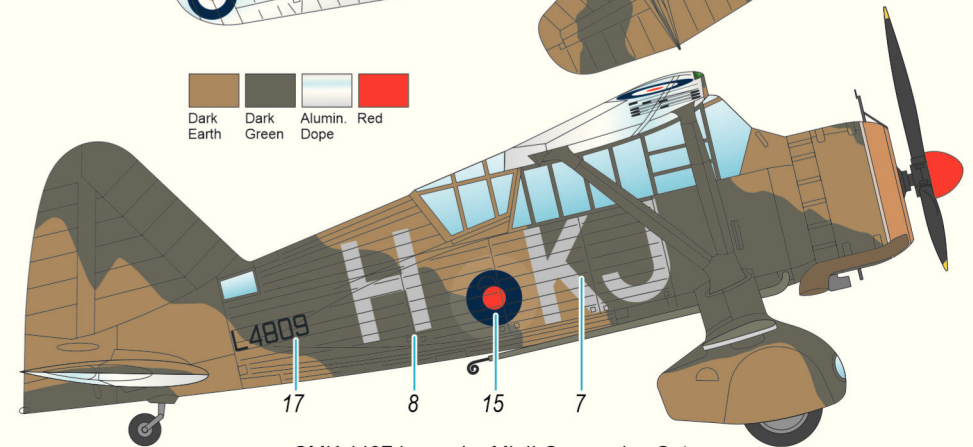 Dark Earth
Dark Green
Alumin. Dope
Red
H
KJ
L4809
17
8
15
7